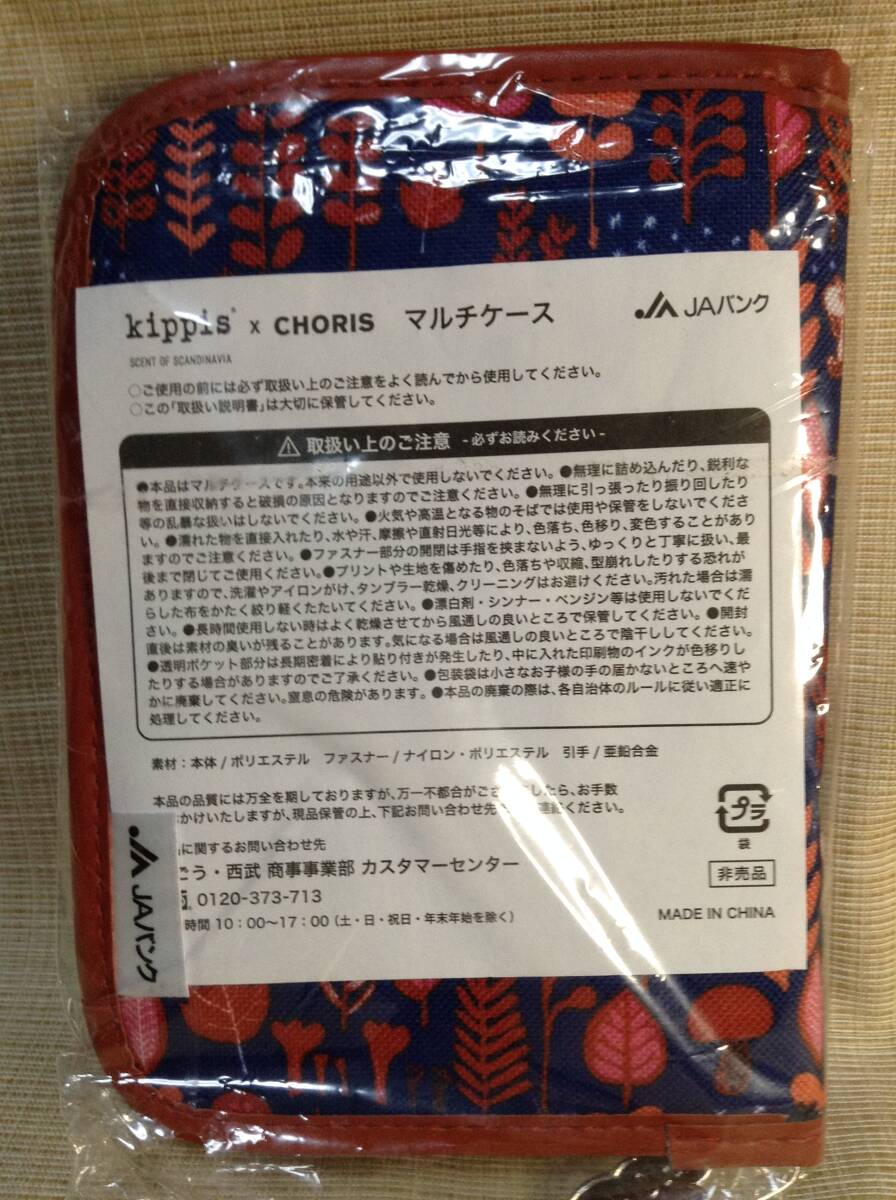 kippis® x CHORIS マルチケース
JAバンク
SCENT OF SCANDINAVIA
○ご使用の前には必ず取扱い上のご注意をよく読んでから使用してください。
○この「取扱い説明書」は大切に保管してください。
⚠ 取扱い上のご注意 -必ずお読みください-
●本品はマルチケースです。本来の用途以外で使用しないでください。●無理に詰め込んだり、鋭利な
物を直接収納すると破損の原因となりますのでご注意ください。●無理に引っ張ったり振り回したり
等の乱暴な扱いはしないでください。●火気や高温となる物のそばでは使用や保管をしないでくださ
い。●濡れた物を直接入れたり、水や汗、摩擦や直射日光等により、色落ち、色移り、変色することがあり
ますのでご注意ください。●ファスナー部分の開閉は手指を挟まないよう、ゆっくりと丁寧に扱い、最
後まで閉じてご使用ください。●プリントや生地を傷めたり、色落ちや収縮、型崩れしたりする恐れが
ありますので、洗濯やアイロンがけ、タンブラー乾燥、クリーニングはお避けください。汚れた場合は濡
らした布をかたく絞り軽くたたいてください。●漂白剤・シンナー・ベンジン等は使用しないでくだ
さい。●長時間使用しない時はよく乾燥させてから風通しの良いところで保管してください。●開封
直後は素材の臭いが残ることがあります。気になる場合は風通しの良いところで陰干ししてください。
●透明ポケット部分は長期密着により貼り付きが発生したり、中に入れた印刷物のインクが色移りし
たりする場合がありますのでご了承ください。●包装袋は小さなお子様の手の届かないところへ速や
かに廃棄してください。窒息の危険があります。●本品の廃棄の際は、各自治体のルールに従い適正に
処理してください。
素材:本体/ポリエステル ファスナー/ナイロン・ポリエステル 引手/亜鉛合金
本品の品質には万全を期しておりますが、万一不都合がござ したら、お手数
かけいたしますが、現品保管の上、下記お問い合わせ先 連絡ください。
に関するお問い合わせ先
ごう・西武 商事事業部 カスタマーセンター
0120-373-713
時間 10:00〜17:00(土・日・祝日・年末年始を除く)
プラ
袋
非売品
MADE IN CHINA
JAバンク